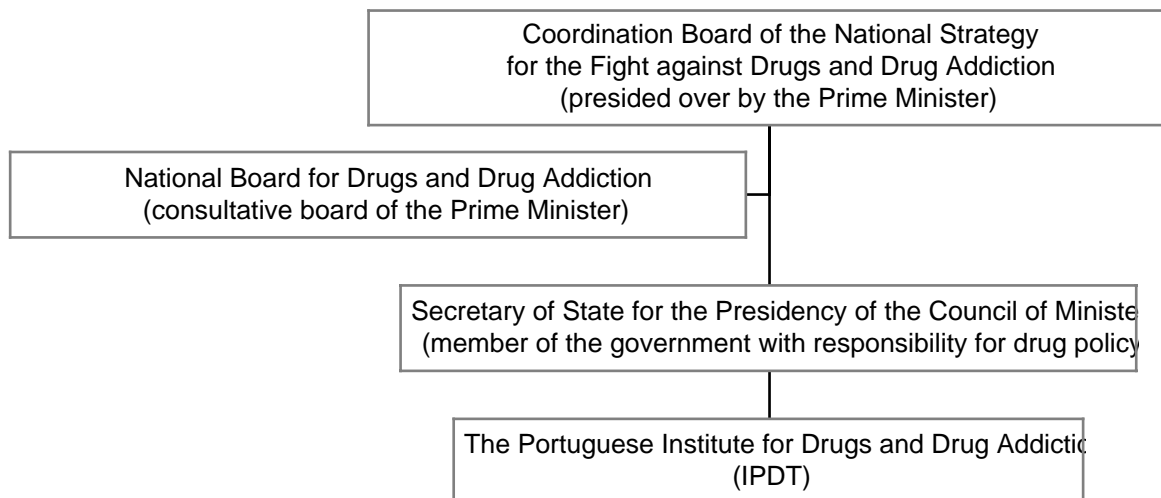 Coordination Board of the National Strategy
for the Fight against Drugs and Drug Addiction
(presided over by the Prime Minister)
National Board for Drugs and Drug Addiction
(consultative board of the Prime Minister)
Secretary of State for the Presidency of the Council of Ministe
(member of the government with responsibility for drug policy
The Portuguese Institute for Drugs and Drug Addictic
(IPDT)